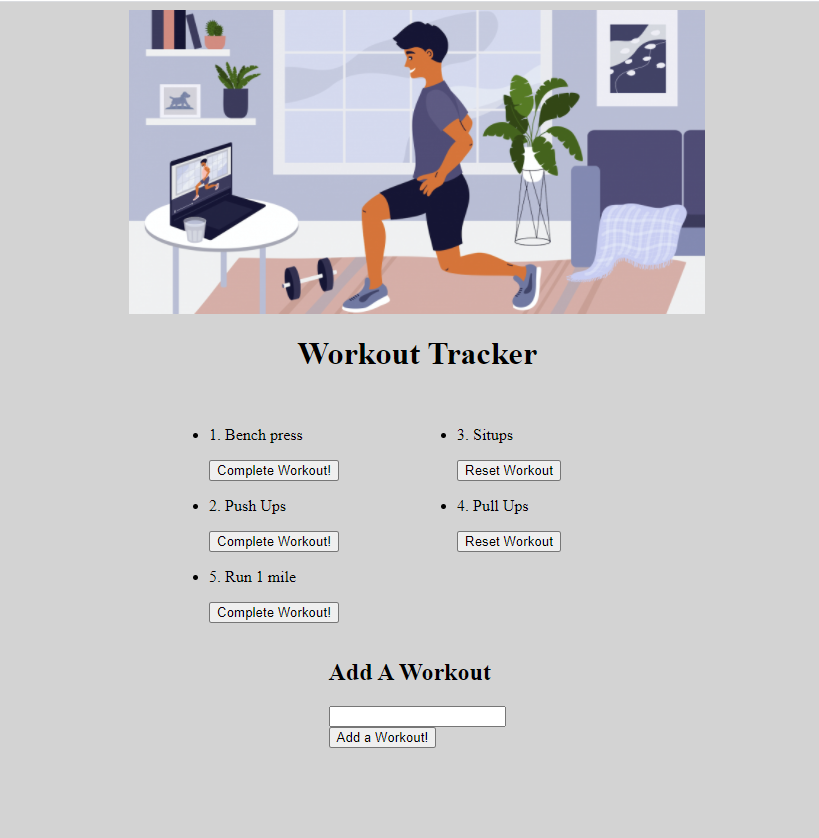 Workout Tracker
1. Bench press
Complete Workout!
2. Push Ups
Complete Workout!
5. Run 1 mile
Complete Workout!
3. Situps
Reset Workout
4. Pull Ups
Reset Workout
Add A Workout
Add a Workout!